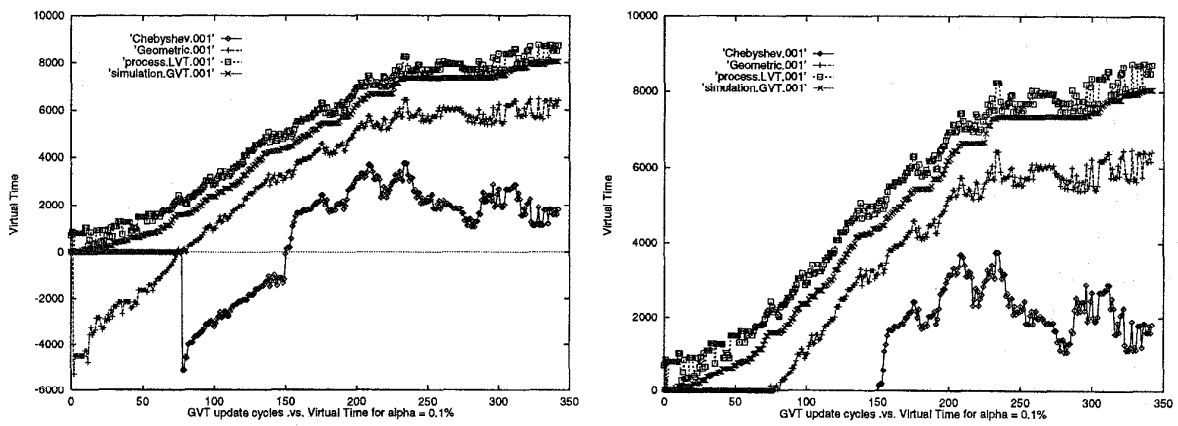 10000
8000
6000
4000
2000
0
-2000
-4000
-6000
Virtual Time
'Chebyshev.001'
'Geometric.001'
'process.LVT.001'
'simulation.GVT.001'
0 50 100 150 200 250 300 350
GVT update cycles .vs. Virtual Time for alpha = 0.1%
10000
8000
6000
4000
2000
0
Virtual Time
'Chebyshev.001'
'Geometric.001'
'process.LVT.001'
'simulation.GVT.001'
0 50 100 150 200 250 300 350
GVT update cycles .vs. Virtual Time for alpha = 0.1%